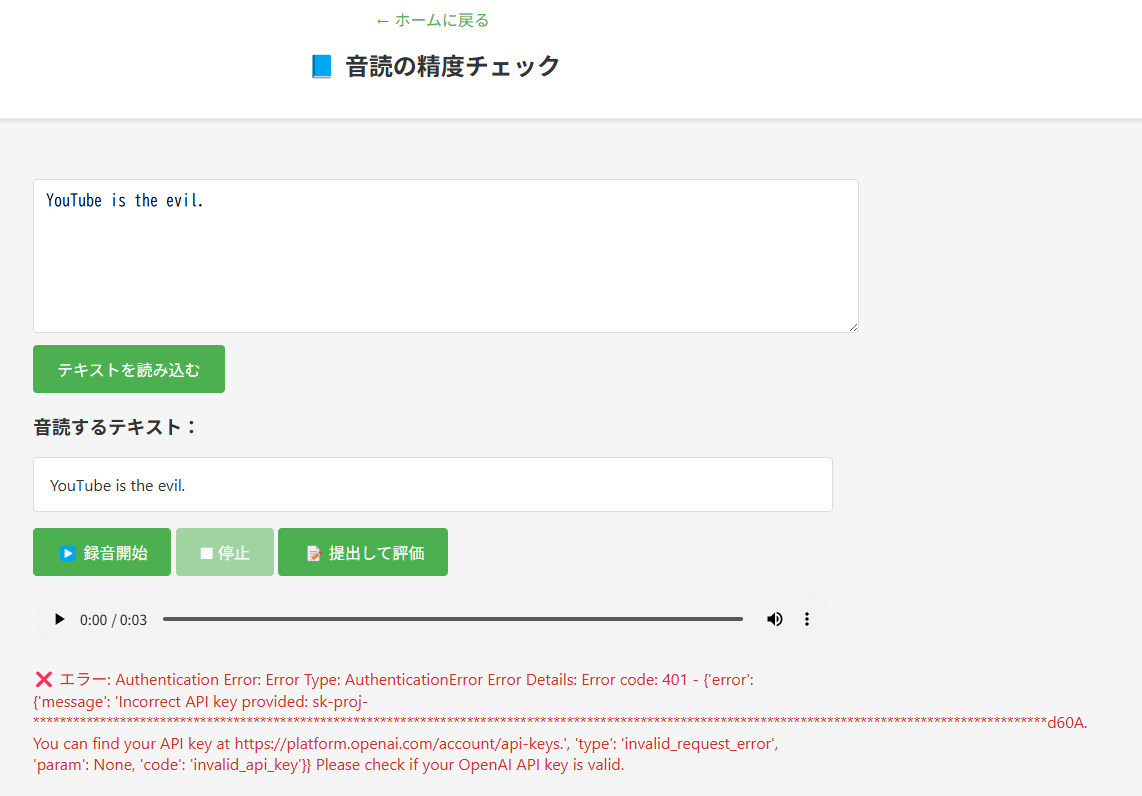 ← ホームに戻る
📘 音読の精度チェック
YouTube is the evil.
テキストを読み込む
音読するテキスト：
YouTube is the evil.
▶️ 録音開始
⏹ 停止
📝 提出して評価
0:00 / 0:03
❌ エラー: Authentication Error: Error Type: AuthenticationError Error Details: Error code: 401 - {'error':
{'message': 'Incorrect API key provided: sk-proj-
********************************************************************************************************************************************************d60A.
You can find your API key at https://platform.openai.com/account/api-keys.', 'type': 'invalid_request_error',
'param': None, 'code': 'invalid_api_key'}} Please check if your OpenAI API key is valid.